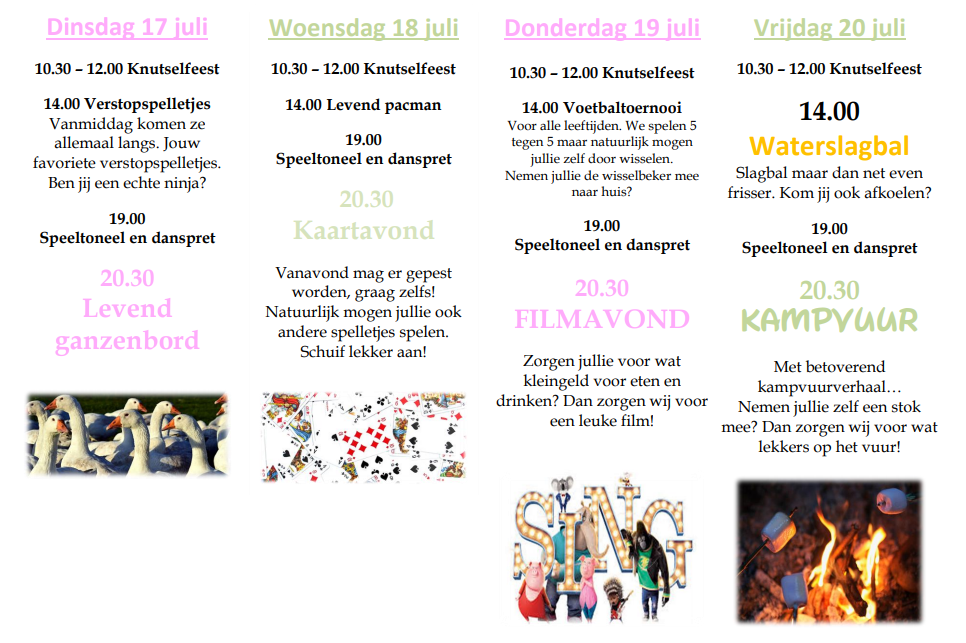 Dinsdag 17 juli
10.30 – 12.00 Knutselfeest
14.00 Verstopspelletjes
Vanmiddag komen ze
allemaal langs. Jouw
favoriete verstopspelletjes.
Ben jij een echte ninja?
19.00
Speeltoneel en danspret
20.30
Levend
ganzenbord
Woensdag 18 juli
10.30 – 12.00 Knutselfeest
14.00 Levend pacman
19.00
Speeltoneel en danspret
20.30
Kaartavond
Vanavond mag er gepest
worden, graag zelfs!
Natuurlijk mogen jullie ook
andere spelletjes spelen.
Schuif lekker aan!
Donderdag 19 juli
10.30 – 12.00 Knutselfeest
14.00 Voetbaltoernooi
Voor alle leeftijden. We spelen 5
tegen 5 maar natuurlijk mogen
jullie zelf door wisselen.
Nemen jullie de wisselbeker mee
naar huis?
19.00
Speeltoneel en danspret
20.30
FILMAVOND
Zorgen jullie voor wat
kleingeld voor eten en
drinken? Dan zorgen wij voor
een leuke film!
SING
Vrijdag 20 juli
10.30 – 12.00 Knutselfeest
14.00
Waterslagbal
Slagbal maar dan net even
frisser. Kom jij ook afkoelen?
19.00
Speeltoneel en danspret
20.30
KAMPVUUR
Met betoverend
kampvuurverhaal…
Nemen jullie zelf een stok
mee? Dan zorgen wij voor wat
lekkers op het vuur!